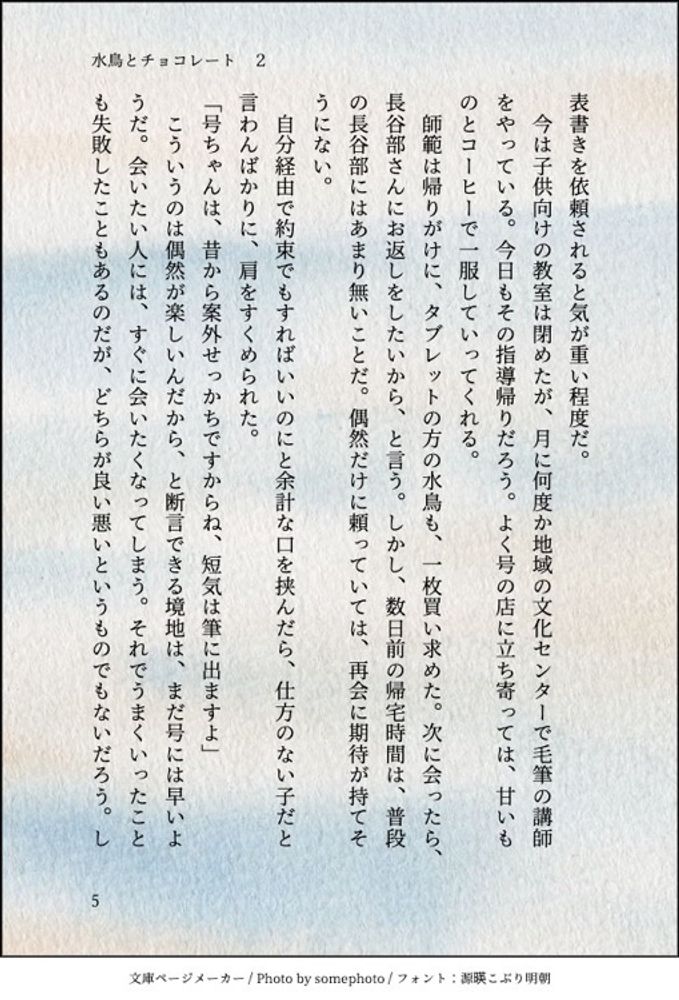 水鳥とチョコレート　2
表書きを依頼されると気が重い程度だ。
　今は子供向けの教室は閉めたが、月に何度か地域の文化センターで毛筆の講師
をやっている。今日もその指導帰りだろう。よく号の店に立ち寄っては、甘いも
のとコーヒーで一服していってくれる。
　師範は帰りがけに、タブレットの方の水鳥も、一枚買い求めた。次に会ったら、
長谷部さんにお返しをしたいから、と言う。しかし、数日前の帰宅時間は、普段
の長谷部にはあまり無いことだ。偶然だけに頼っていては、再会に期待が持てそ
うにない。
　自分経由で約束でもすればいいのにと余計な口を挟んだら、仕方のない子だと
言わんばかりに、肩をすくめられた。
「号ちゃんは、昔から案外せっかちですからね、短気は筆に出ますよ」
　こういうのは偶然が楽しいんだから、と断言できる境地は、まだ号には早いよ
うだ。会いたい人には、すぐに会いたくなってしまう。それでうまくいったこと
も失敗したこともあるのだが、どちらが良い悪いというものでもないだろう。し
5
文庫ページメーカー / Photo by somephoto / フォント：源暎こぶり明朝